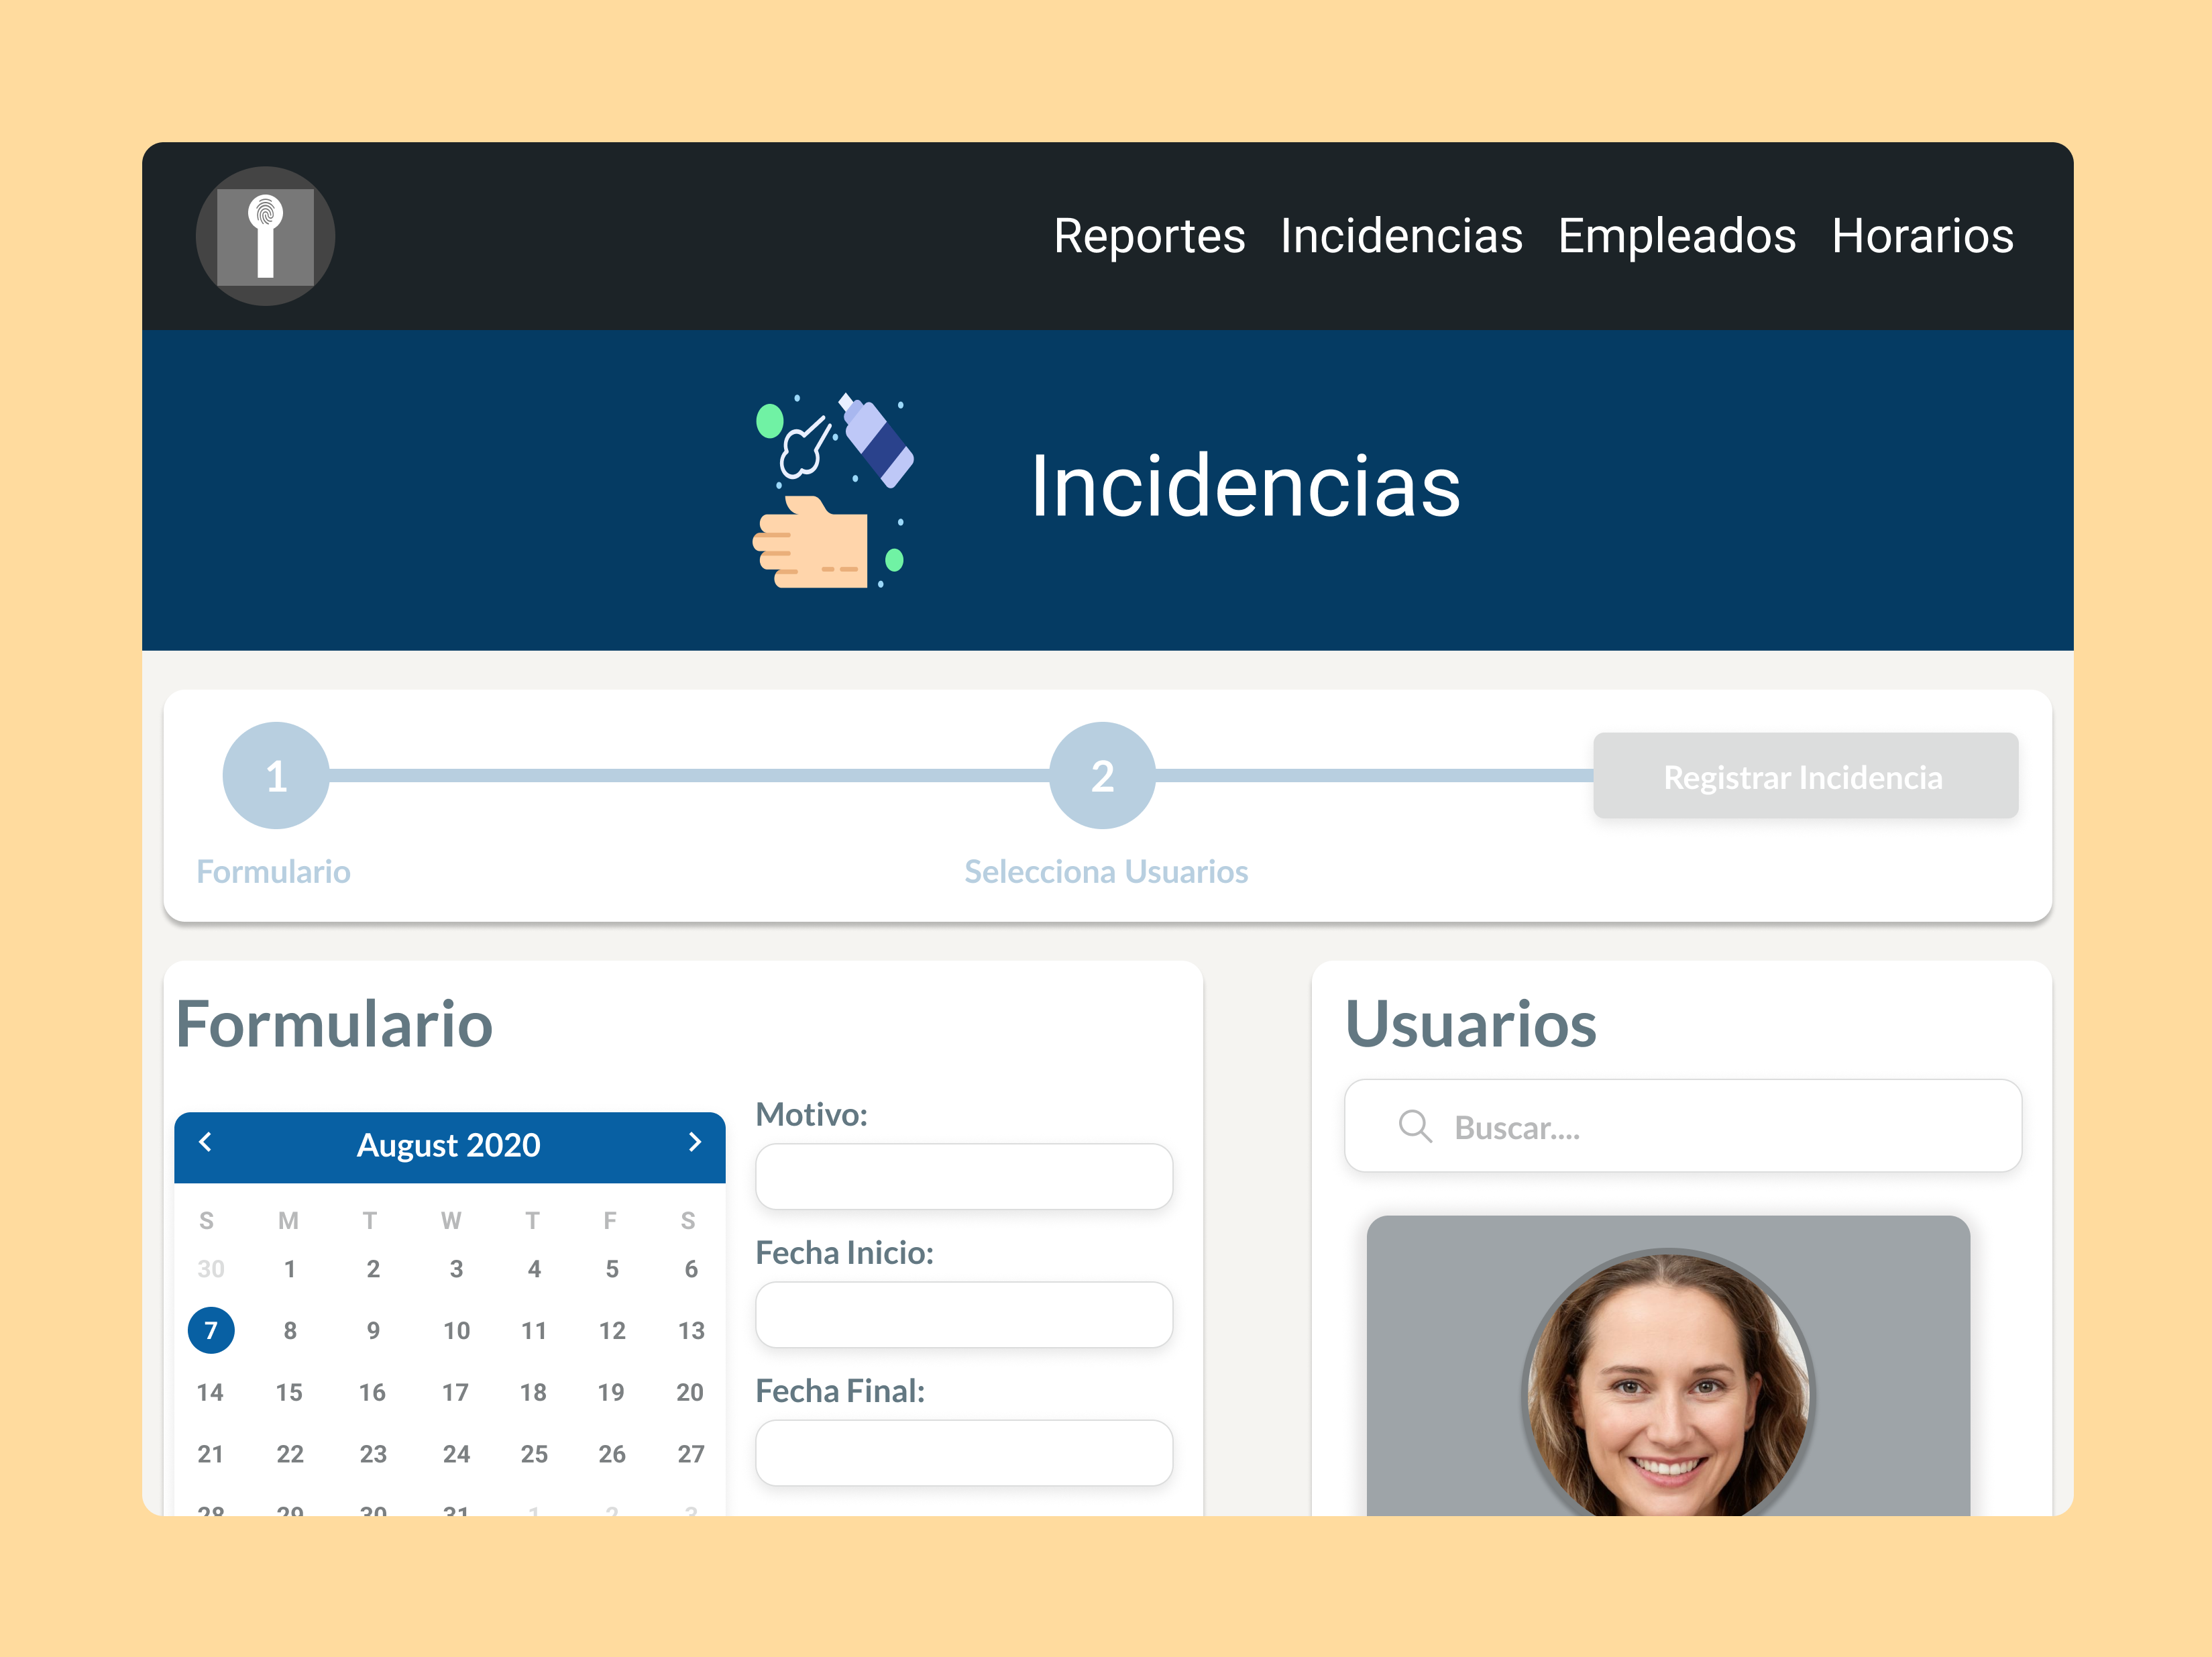 Reportes Incidencias Empleados Horarios
Incidencias
1 2 Registrar Incidencia
Formulario Selecciona Usuarios
Formulario
August 2020
S M T W T F S
30 1 2 3 4 5 6
7 8 9 10 11 12 13
14 15 16 17 18 19 20
21 22 23 24 25 26 27
28 29 30 31 1 2 3
Motivo:
Fecha Inicio:
Fecha Final:
Usuarios
Buscar....